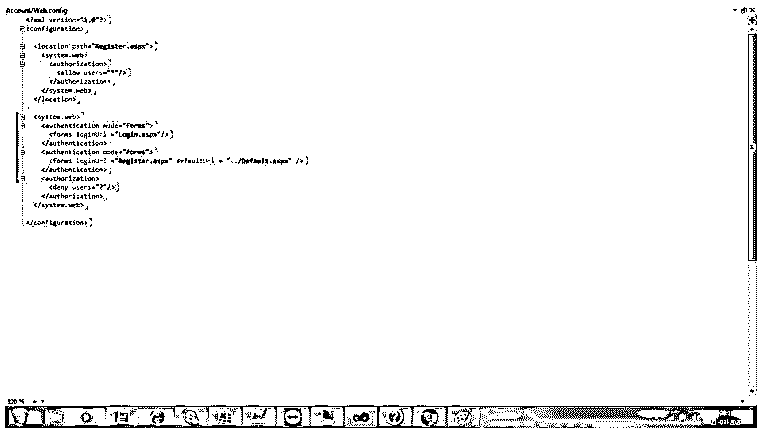 Account/Web.config
<?xml version="1.0"?>
<configuration>
<location path="Register.aspx">
<system.web>
<authorization>
<allow users="*"/>
</authorization>
</system.web>
</location>
<system.web>
<authentication mode="Forms">
<forms loginUrl ="Login.aspx"/>
</authentication>
<authentication mode="Forms">
<forms loginUrl ="Register.aspx" defaultUrl = "../Default.aspx" />
</authentication>
<authorization>
<deny users="?"/>
</authorization>
</system.web>
</configuration>